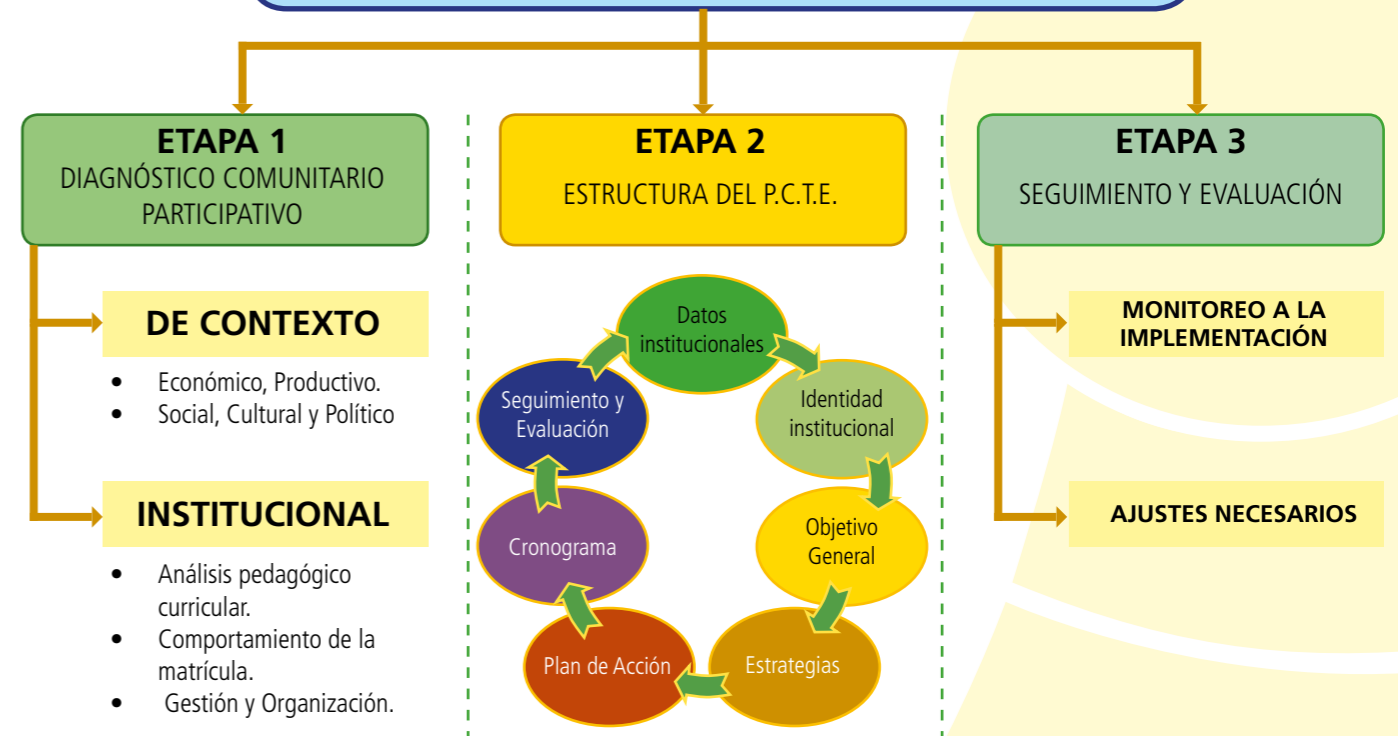 ETAPA 1
DIAGNÓSTICO COMUNITARIO
PARTICIPATIVO
DE CONTEXTO
• Económico, Productivo.
• Social, Cultural y Político
INSTITUCIONAL
• Análisis pedagógico
curricular.
• Comportamiento de la
matrícula.
• Gestión y Organización.
ETAPA 2
ESTRUCTURA DEL P.C.T.E.
Datos
institucionales
Identidad
institucional
Objetivo
General
Estrategias
Plan de Acción
Cronograma
Seguimiento y
Evaluación
ETAPA 3
SEGUIMIENTO Y EVALUACIÓN
MONITOREO A LA
IMPLEMENTACIÓN
AJUSTES NECESARIOS